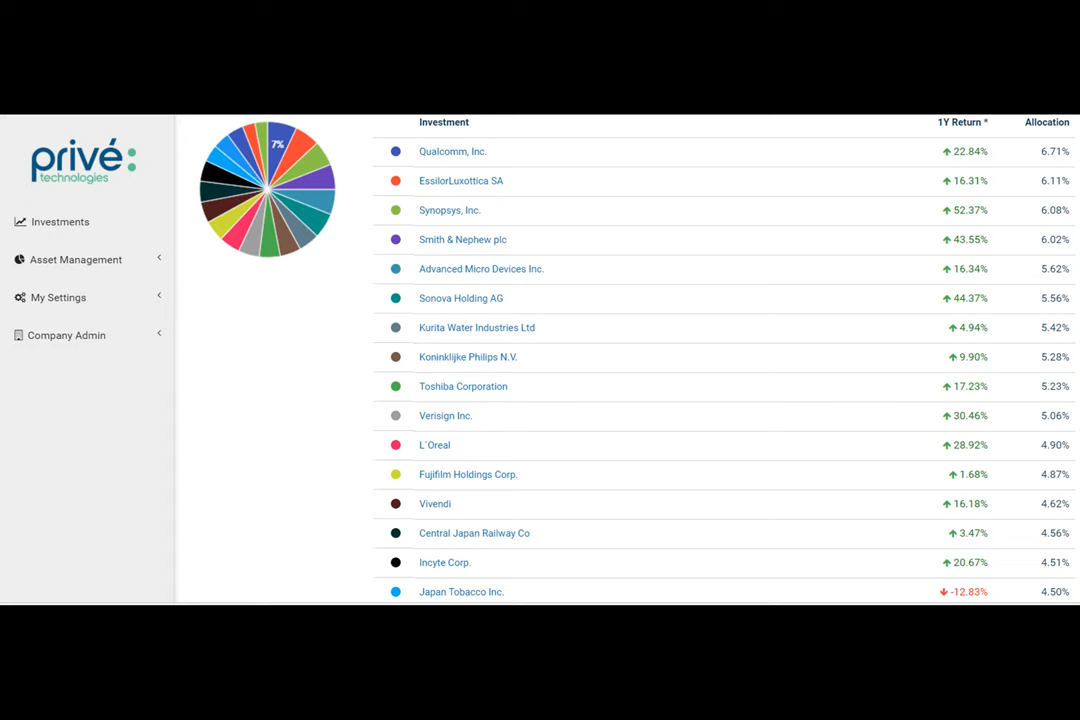 privé:
technologies
Investments
Asset Management
My Settings
Company Admin
7%
Investment 1Y Return * Allocation
Qualcomm, Inc. 22.84% 6.71%
EssilorLuxottica SA 16.31% 6.11%
Synopsys, Inc. 52.37% 6.08%
Smith & Nephew plc 43.55% 6.02%
Advanced Micro Devices Inc. 16.34% 5.62%
Sonova Holding AG 44.37% 5.56%
Kurita Water Industries Ltd 4.94% 5.42%
Koninklijke Philips N.V. 9.90% 5.28%
Toshiba Corporation 17.23% 5.23%
Verisign Inc. 30.46% 5.06%
L`Oreal 28.92% 4.90%
Fujifilm Holdings Corp. 1.68% 4.87%
Vivendi 16.18% 4.62%
Central Japan Railway Co 3.47% 4.56%
Incyte Corp. 20.67% 4.51%
Japan Tobacco Inc. -12.83% 4.50%